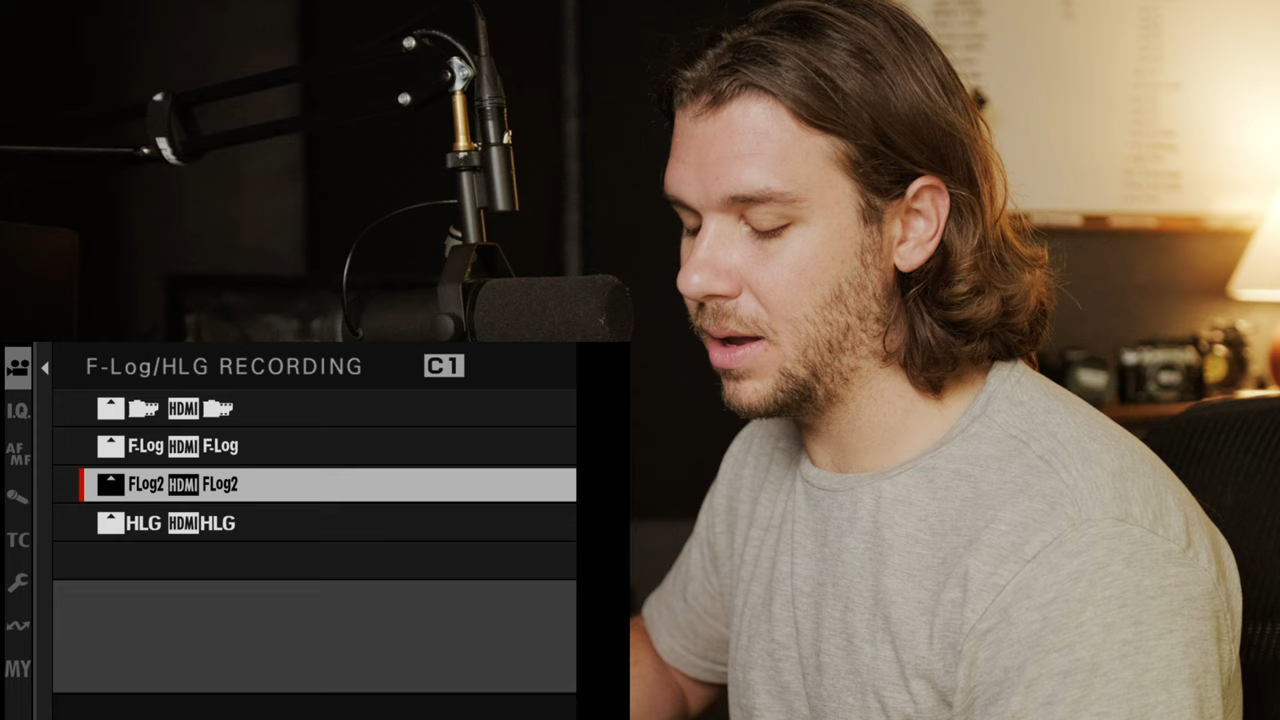 F-Log/HLG RECORDING C1
HDMI
I.Q.
F-Log HDMI F-Log
AF
MF
FLog2 HDMI FLog2
HLG HDMI HLG
TC
MY